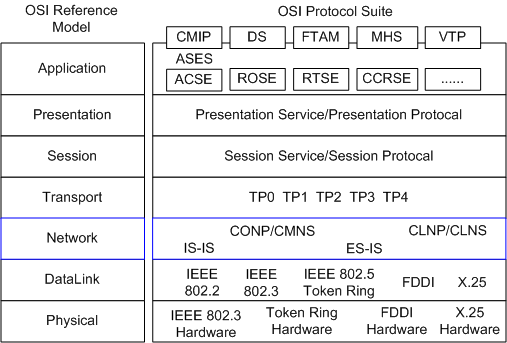 OSI Reference
Model
OSI Protocol Suite
CMIP DS FTAM MHS VTP
Application
ASES
ACSE ROSE RTSE CCRSE ......
Presentation
Presentation Service/Presentation Protocal
Session
Session Service/Session Protocal
Transport
TP0 TP1 TP2 TP3 TP4
Network
CONP/CMNS CLNP/CLNS
IS-IS ES-IS
DataLink
IEEE
802.2
IEEE
802.3
IEEE 802.5
Token Ring
FDDI
X.25
Physical
IEEE 802.3
Hardware
Token Ring
Hardware
FDDI
Hardware
X.25
Hardware